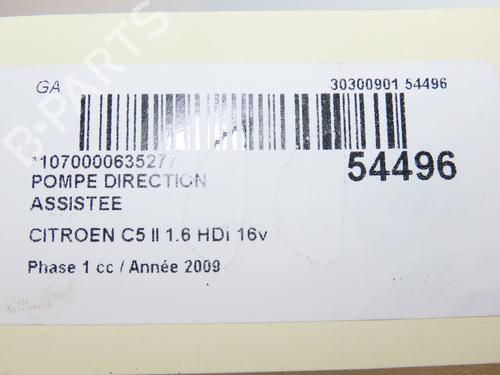 B-PARTS
GA
30300901 54496
*1070000635277
54496
POMPE DIRECTION
ASSISTEE
CITROEN C5 II 1.6 HDi 16v
Phase 1 cc / Année 2009